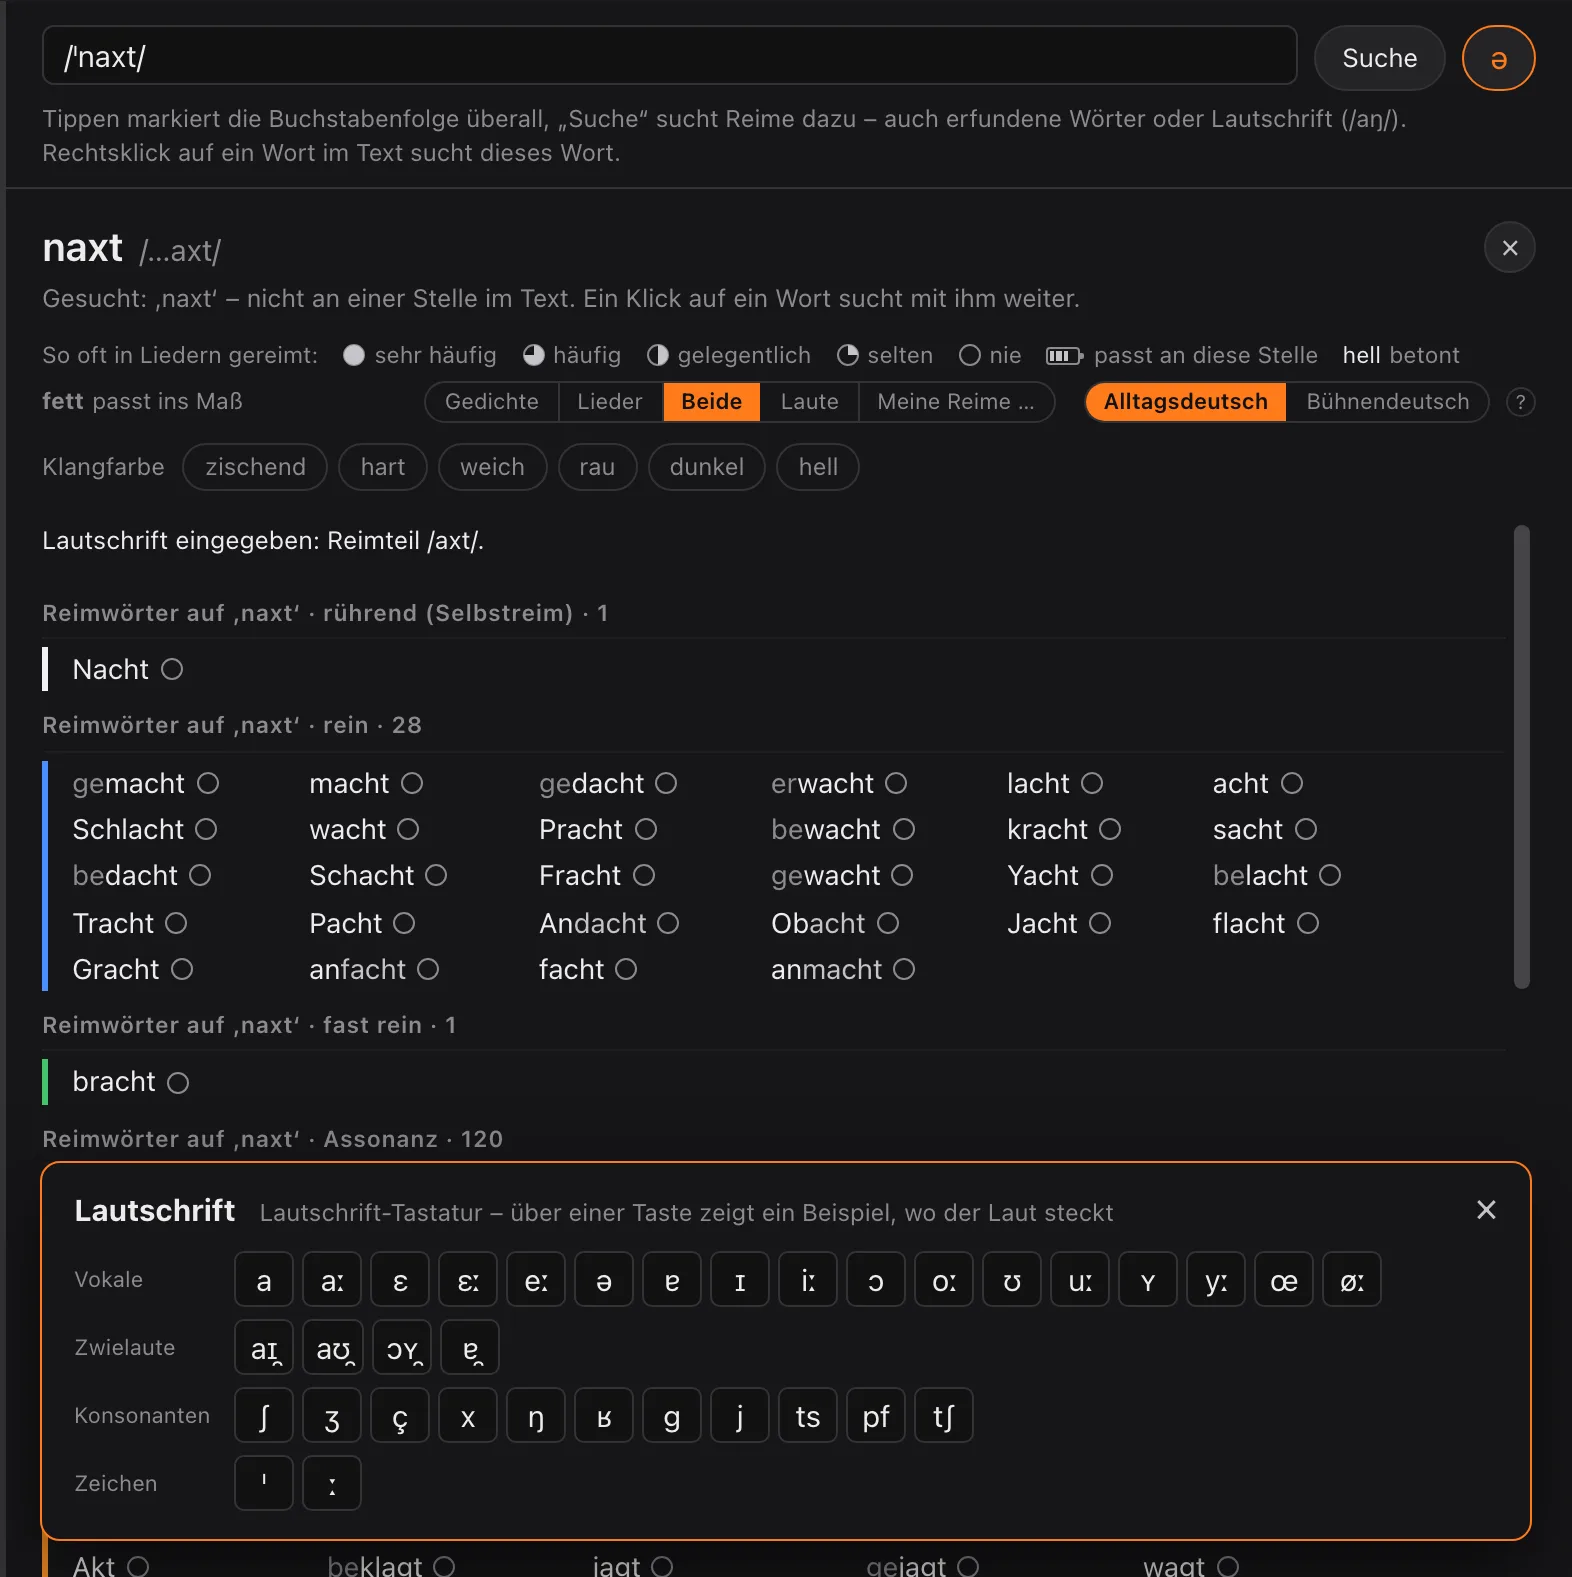 /ˈnaxt/ Suche ə
Tippen markiert die Buchstabenfolge überall, „Suche“ sucht Reime dazu – auch erfundene Wörter oder Lautschrift (/aŋ/).
Rechtsklick auf ein Wort im Text sucht dieses Wort.
naxt /…axt/ ×
Gesucht: ‚naxt‘ – nicht an einer Stelle im Text. Ein Klick auf ein Wort sucht mit ihm weiter.
So oft in Liedern gereimt: sehr häufig häufig gelegentlich selten nie passt an diese Stelle hell betont
fett passt ins Maß Gedichte Lieder Beide Laute Meine Reime … Alltagsdeutsch Bühnendeutsch ?
Klangfarbe zischend hart weich rau dunkel hell
Lautschrift eingegeben: Reimteil /axt/.
Reimwörter auf ‚naxt‘ · rührend (Selbstreim) · 1
Nacht
Reimwörter auf ‚naxt‘ · rein · 28
gemacht macht gedacht erwacht lacht acht
Schlacht wacht Pracht bewacht kracht sacht
bedacht Schacht Fracht gewacht Yacht belacht
Tracht Pacht Andacht Obacht Jacht flacht
Gracht anfacht facht anmacht
Reimwörter auf ‚naxt‘ · fast rein · 1
bracht
Reimwörter auf ‚naxt‘ · Assonanz · 120
Lautschrift Lautschrift-Tastatur – über einer Taste zeigt ein Beispiel, wo der Laut steckt ×
Vokale a aː ɛ ɛː eː ə ɐ ɪ iː ɔ oː ʊ uː ʏ yː œ øː
Zwielaute aɪ̯ aʊ̯ ɔʏ̯ ɐ̯
Konsonanten ʃ ʒ ç x ŋ ʁ ɡ j ts pf tʃ
Zeichen ˈ ː
Akt beklagt jagt gejagt wagt